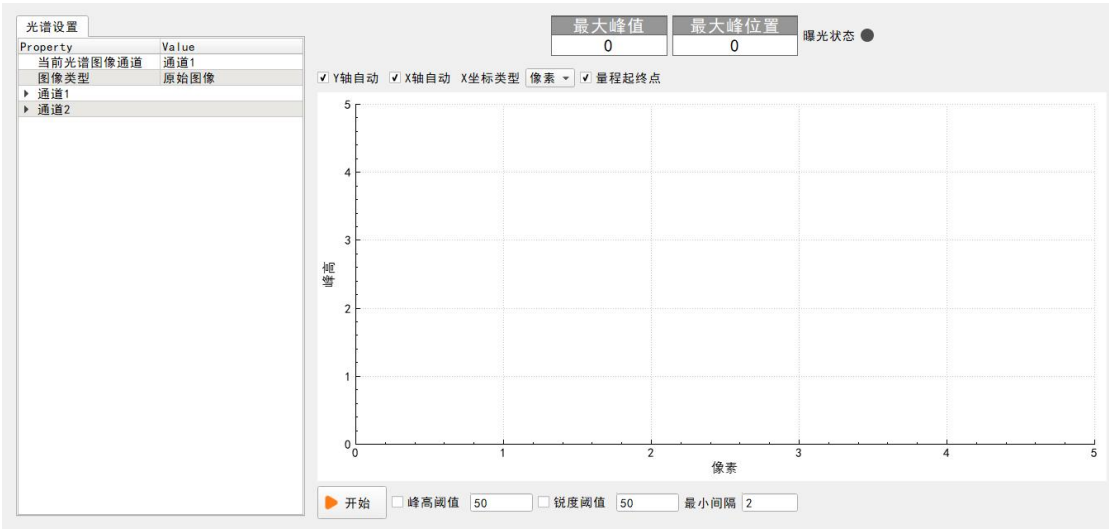 光谱设置
Property Value
当前光谱图像通道 通道1
图像类型 原始图像
通道1
通道2
最大峰值 最大峰位置
0 0
曝光状态
Y轴自动 X轴自动 X坐标类型 像素 量程起终点
5
4
3
2
1
0
峰高
0 1 2 3 4 5
像素
开始 峰高阈值 50 锐度阈值 50 最小间隔 2